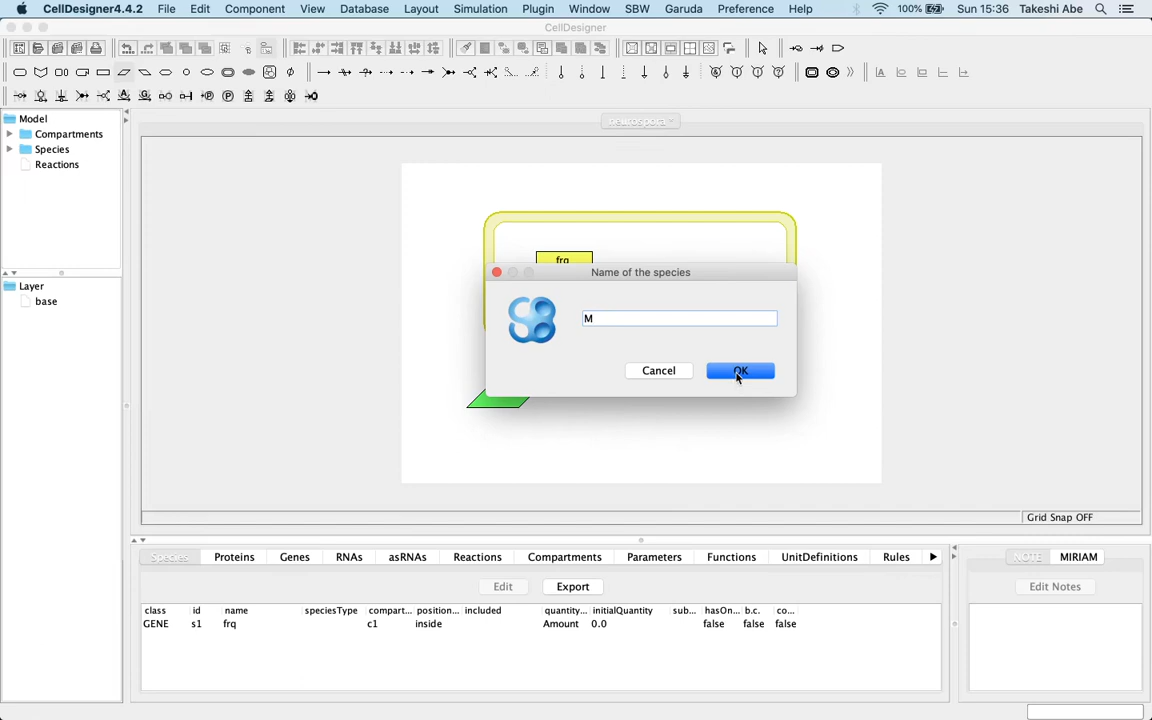 CellDesigner4.4.2 File Edit Component View Database Layout Simulation Plugin Window SBW Garuda Preference Help 100% Sun 15:36 Takeshi Abe
CellDesigner
neurospora *
Model
Compartments
Species
Reactions
Layer
base
frq
Name of the species
M
Cancel OK
Grid Snap OFF
Species Proteins Genes RNAs asRNAs Reactions Compartments Parameters Functions UnitDefinitions Rules
NOTE MIRIAM
Edit Export
Edit Notes
class id name speciesType compart... position... included quantity... initialQuantity sub... hasOn... b.c. co...
GENE s1 frq c1 inside Amount 0.0 false false false